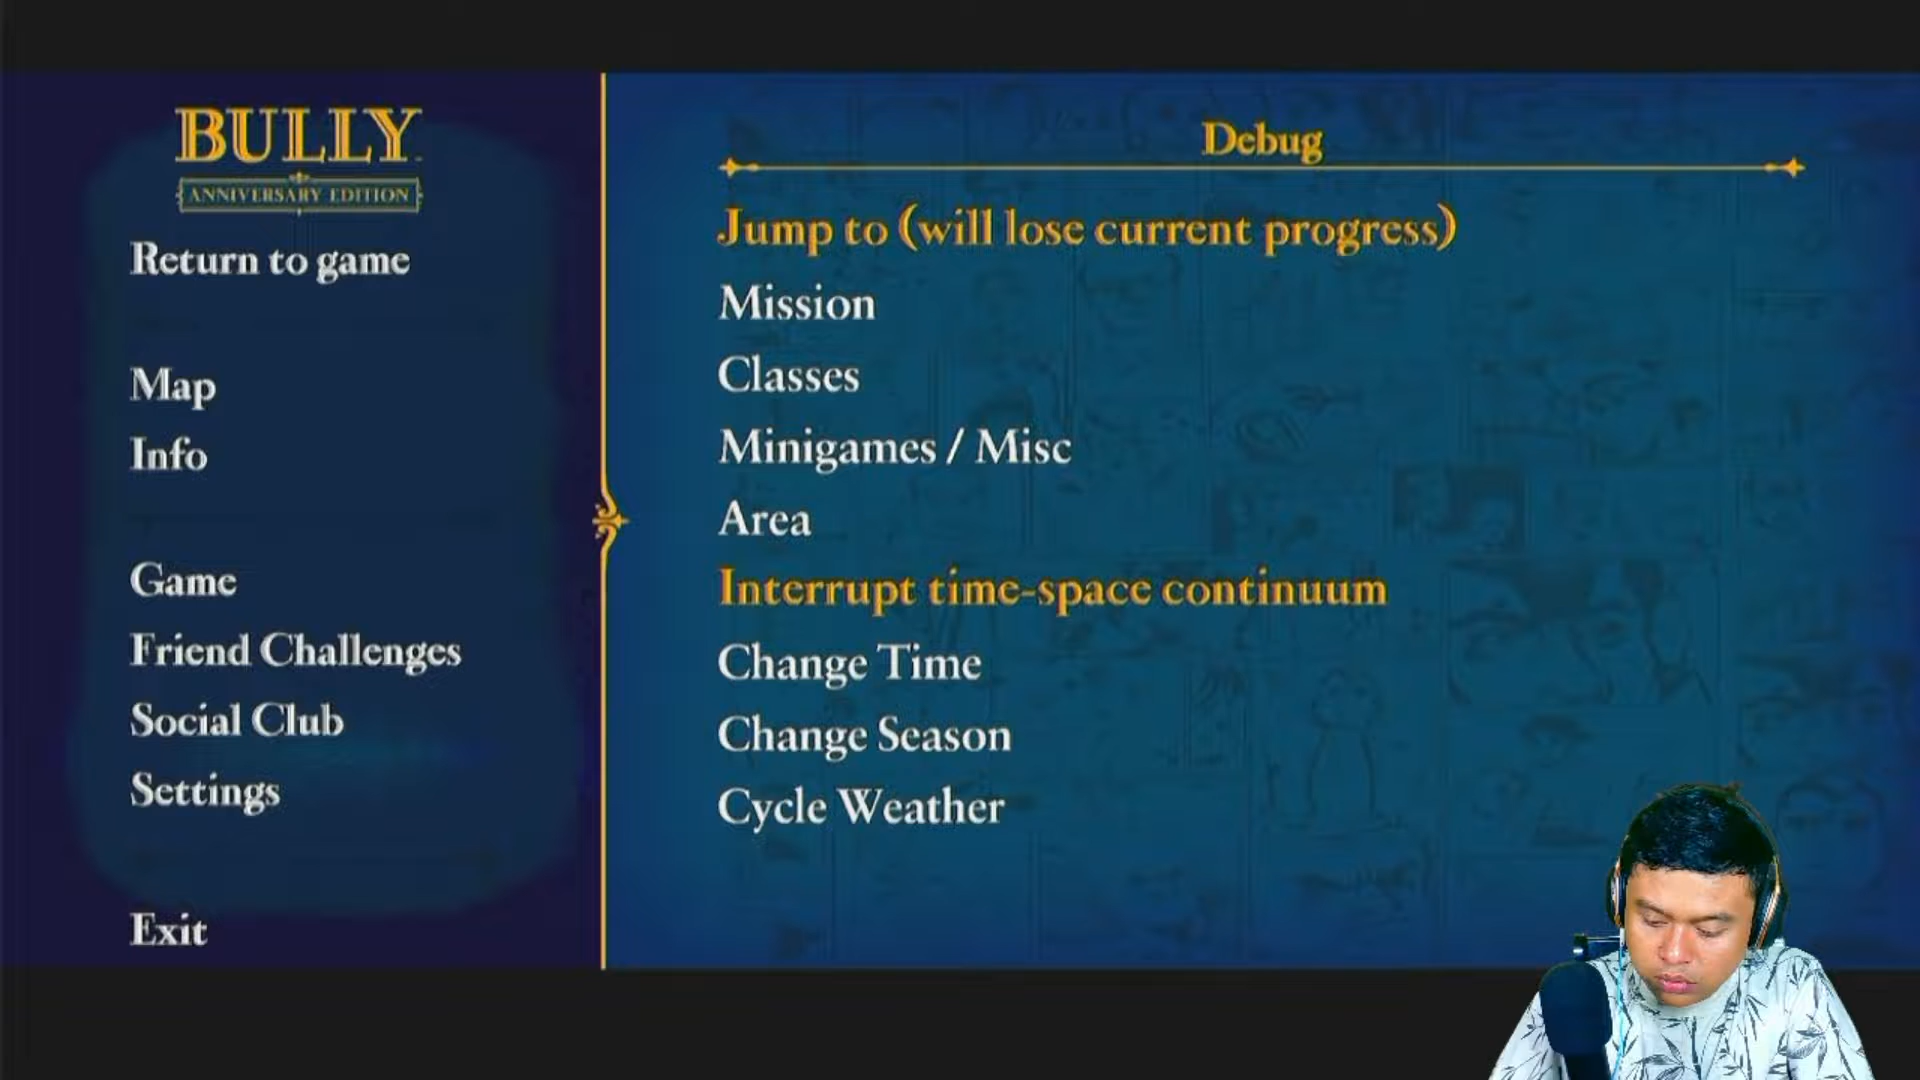 BULLY
ANNIVERSARY EDITION
Return to game
Map
Info
Game
Friend Challenges
Social Club
Settings
Exit
Debug
Jump to (will lose current progress)
Mission
Classes
Minigames / Misc
Area
Interrupt time-space continuum
Change Time
Change Season
Cycle Weather